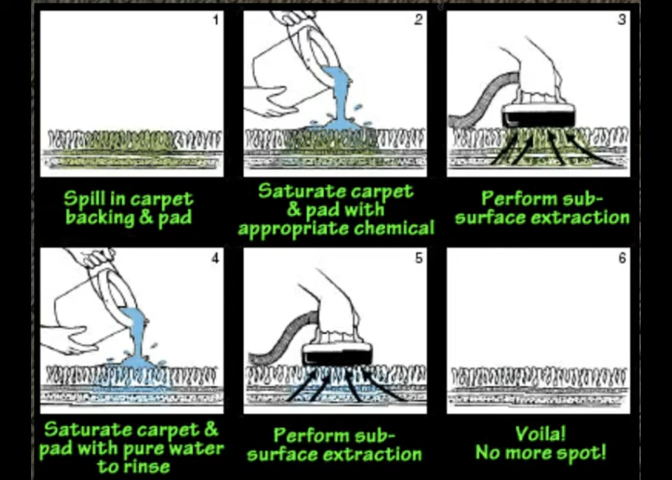 1
Spill in carpet
backing & pad
2
Saturate carpet
& pad with
appropriate chemical
3
Perform sub-
surface extraction
4
Saturate carpet &
pad with pure water
to rinse
5
Perform sub-
surface extraction
6
Voila!
No more spot!